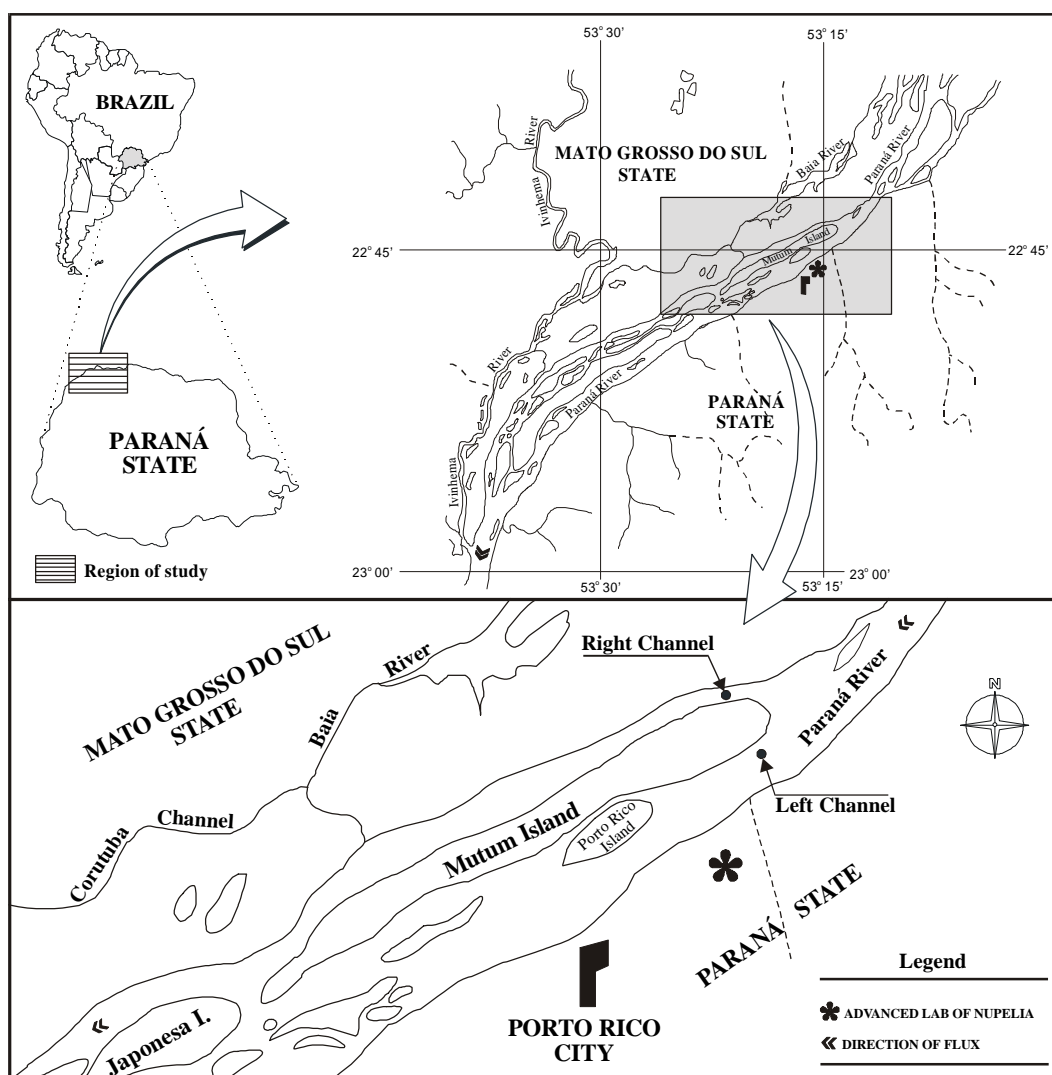 BRAZIL
PARANÁ
STATE
Region of study
53° 30'
53° 15'
River
Ivinhema
MATO GROSSO DO SUL
STATE
Baia River
Paraná River
22° 45'
22° 45'
Mutum Island
River
Paraná River
PARANÁ
STATE
Ivinhema
23° 00'
53° 30'
53° 15'
23° 00'
MATO GROSSO DO SUL
STATE
River
Baia
Right Channel
Paraná River
N
Left Channel
Channel
Corutuba
Mutum Island
Porto Rico
Island
PARANÁ STATE
Japonesa I.
PORTO RICO
CITY
Legend
ADVANCED LAB OF NUPELIA
DIRECTION OF FLUX